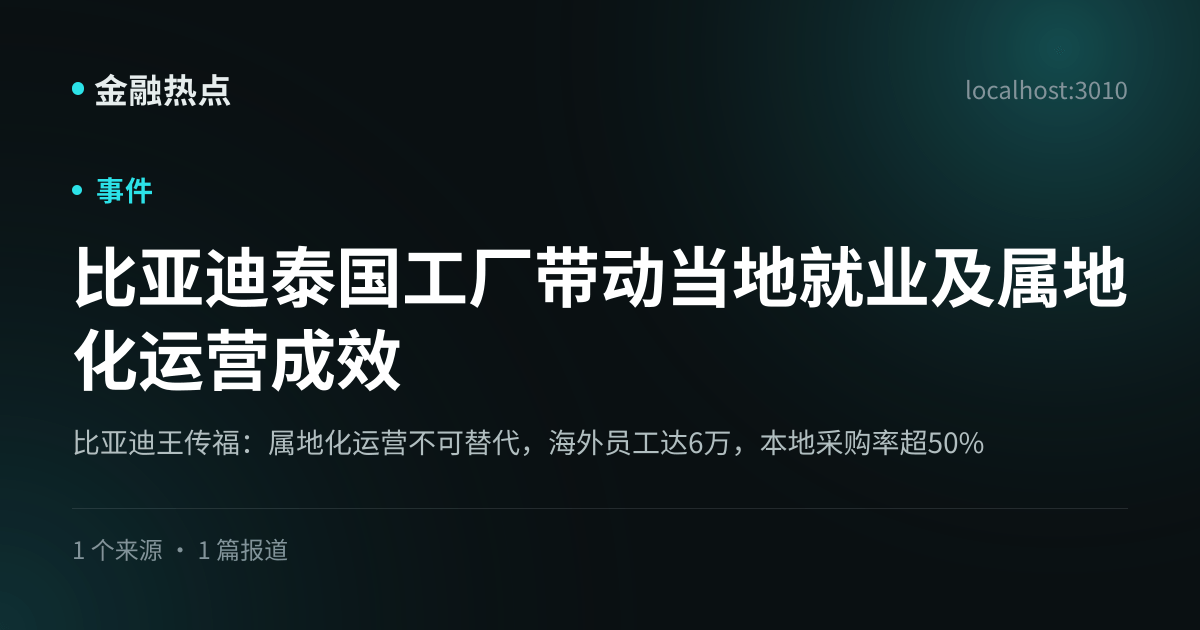 金融热点
localhost:3010
事件
比亚迪泰国工厂带动当地就业及属地
化运营成效
比亚迪王传福：属地化运营不可替代，海外员工达6万，本地采购率超50%
1 个来源 · 1 篇报道